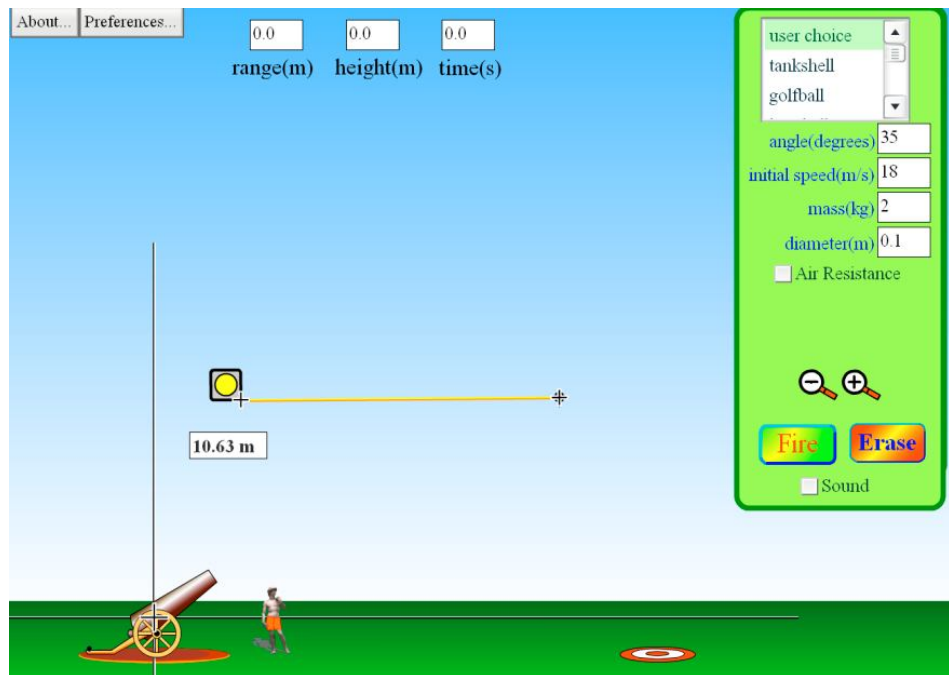 About... Preferences...
0.0 0.0 0.0
range(m) height(m) time(s)
user choice
tankshell
golfball
angle(degrees) 35
initial speed(m/s) 18
mass(kg) 2
diameter(m) 0.1
Air Resistance
10.63 m
Fire Erase
Sound